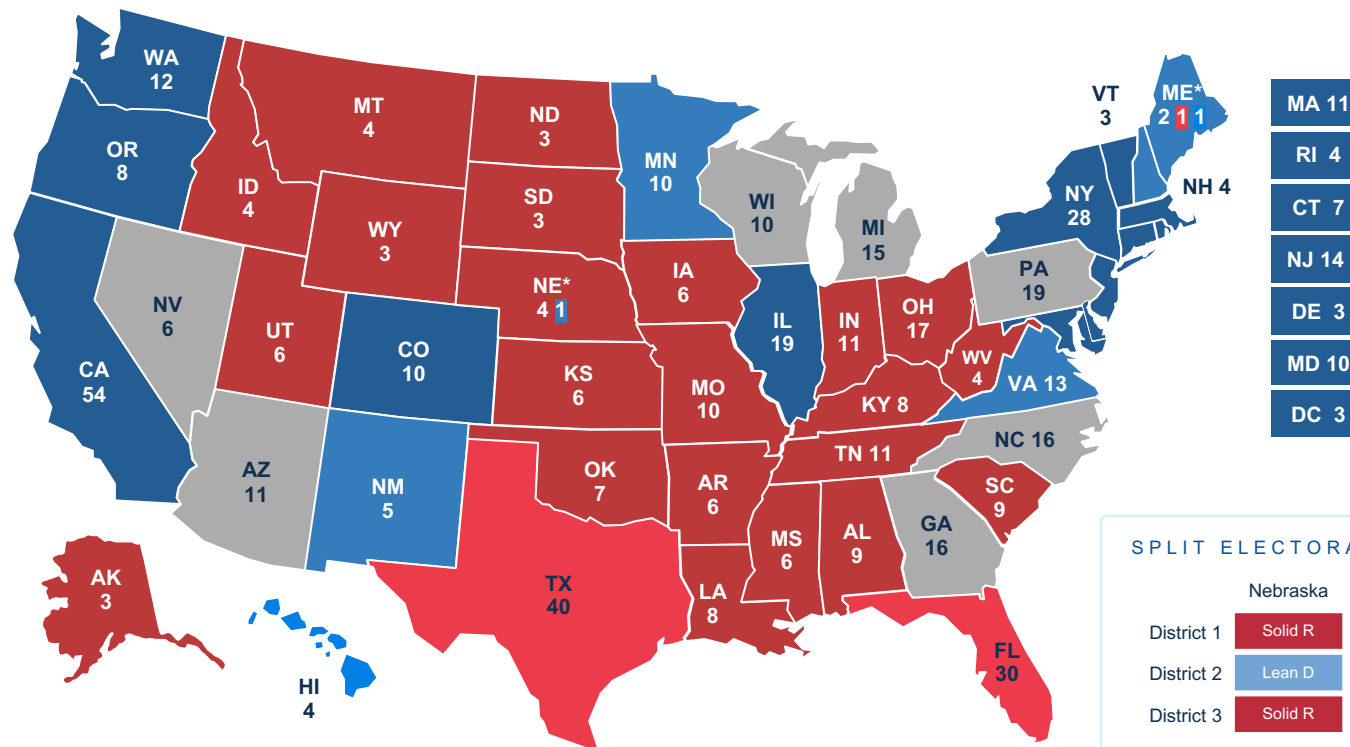 WA
12
OR
8
CA
54
NV
6
ID
4
MT
4
WY
3
UT
6
AZ
11
CO
10
NM
5
ND
3
SD
3
NE*
4 1
KS
6
OK
7
TX
40
MN
10
IA
6
MO
10
AR
6
LA
8
WI
10
IL
19
MI
15
IN
11
OH
17
KY 8
TN 11
MS
6
AL
9
GA
16
FL
30
SC
9
NC 16
VA 13
WV
4
PA
19
NY
28
VT
3
ME*
2 1 1
NH 4
MA 11
RI 4
CT 7
NJ 14
DE 3
MD 10
DC 3
AK
3
HI
4
SPLIT ELECTORA
Nebraska
District 1 Solid R
District 2 Lean D
District 3 Solid R